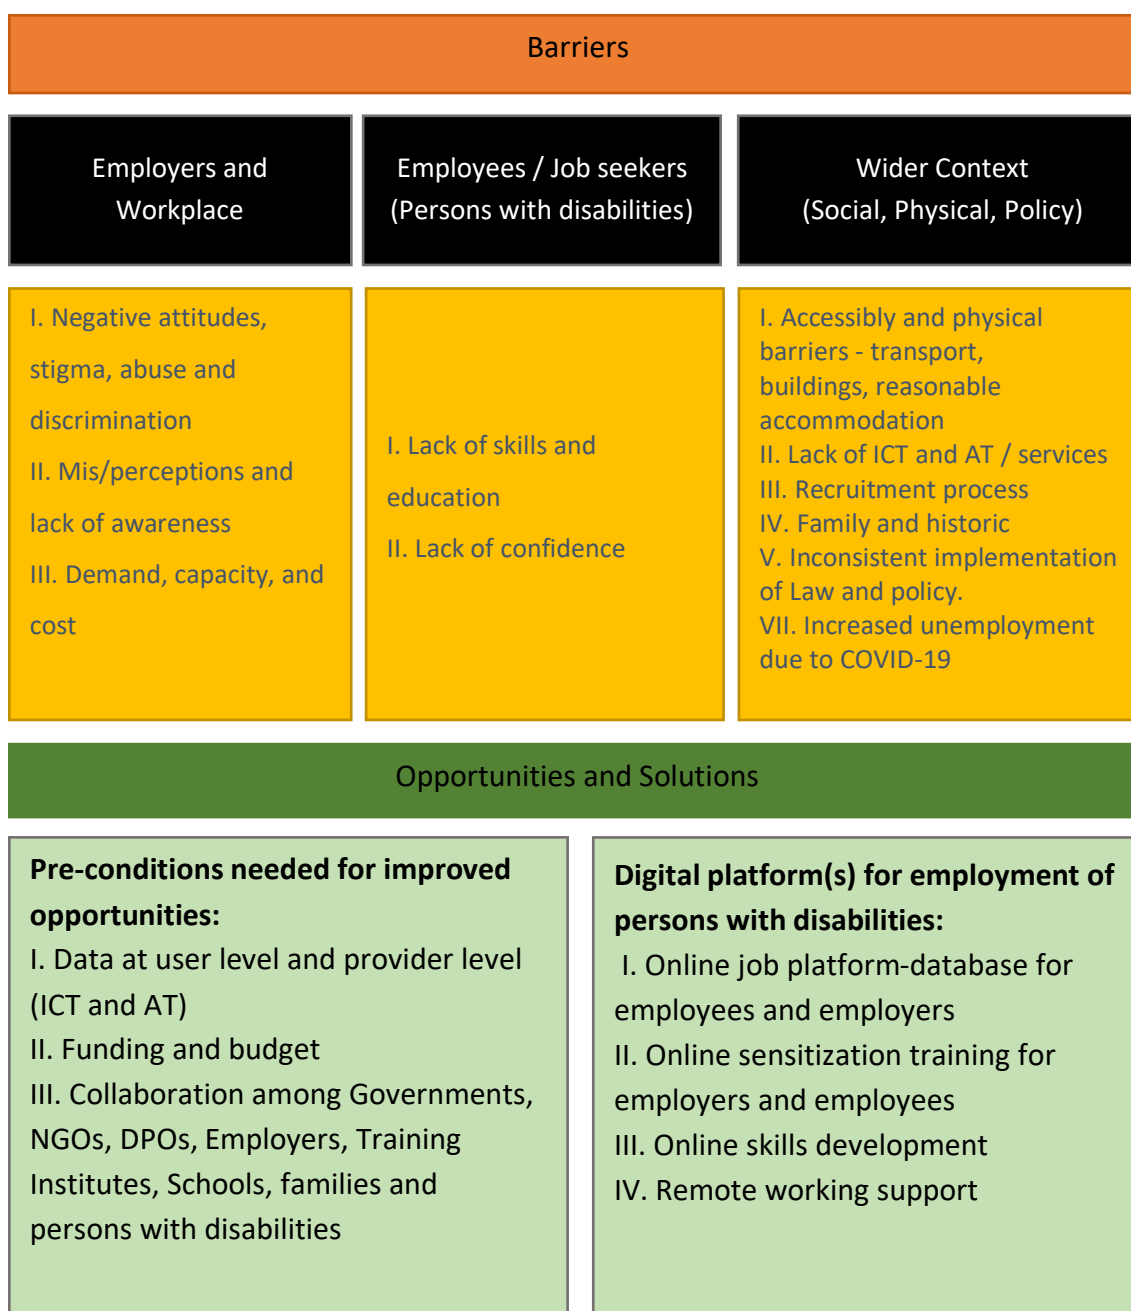 Barriers
Employers and
Workplace
Employees / Job seekers
(Persons with disabilities)
Wider Context
(Social, Physical, Policy)
I. Negative attitudes,
stigma, abuse and
discrimination
II. Mis/perceptions and
lack of awareness
III. Demand, capacity, and
cost
I. Lack of skills and
education
II. Lack of confidence
I. Accessibly and physical
barriers - transport,
buildings, reasonable
accommodation
II. Lack of ICT and AT / services
III. Recruitment process
IV. Family and historic
V. Inconsistent implementation
of Law and policy.
VII. Increased unemployment
due to COVID-19
Opportunities and Solutions
Pre-conditions needed for improved
opportunities:
I. Data at user level and provider level
(ICT and AT)
II. Funding and budget
III. Collaboration among Governments,
NGOs, DPOs, Employers, Training
Institutes, Schools, families and
persons with disabilities
Digital platform(s) for employment of
persons with disabilities:
I. Online job platform-database for
employees and employers
II. Online sensitization training for
employers and employees
III. Online skills development
IV. Remote working support